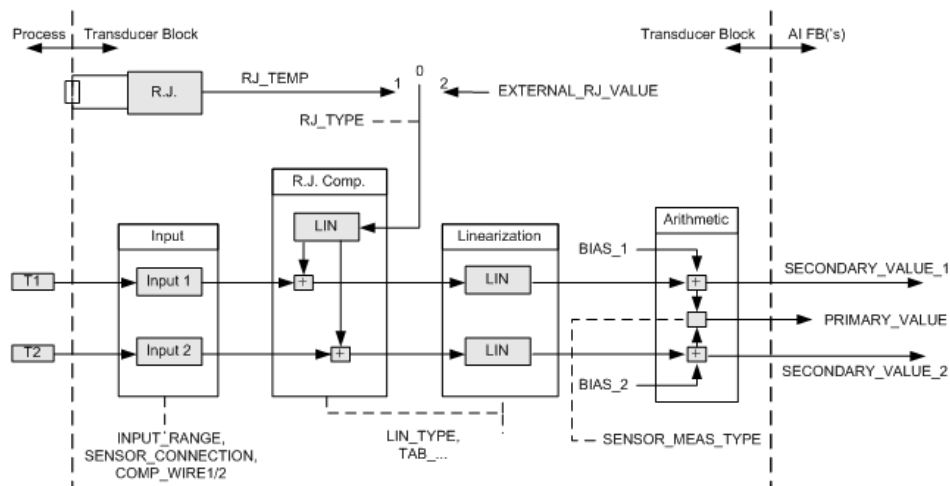 Process
Transducer Block
Transducer Block
AI FB('s)
R.J.
RJ_TEMP
1
0
2
EXTERNAL_RJ_VALUE
RJ_TYPE
R.J. Comp.
LIN
Input
Linearization
Arithmetic
BIAS_1
T1
Input 1
+
LIN
+
SECONDARY_VALUE_1
PRIMARY_VALUE
T2
Input 2
+
LIN
+
SECONDARY_VALUE_2
BIAS_2
INPUT_RANGE,
SENSOR_CONNECTION,
COMP_WIRE1/2
LIN_TYPE,
TAB_...
SENSOR_MEAS_TYPE